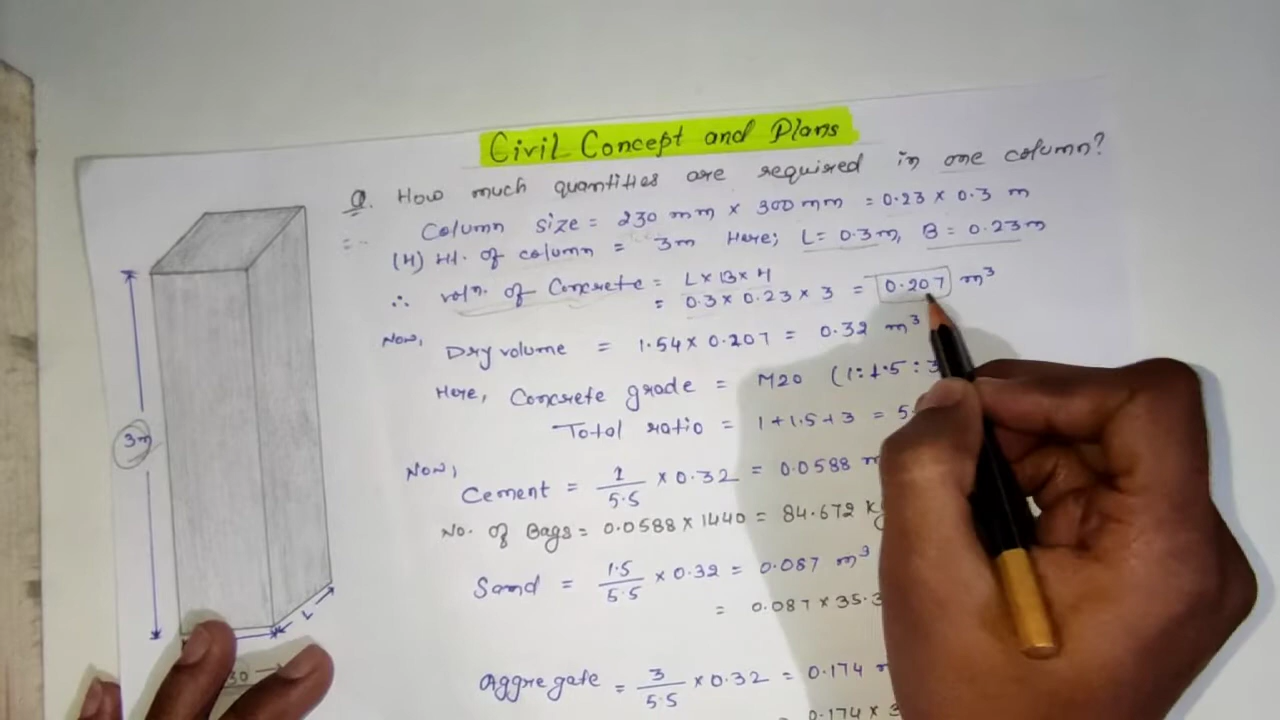 Civil Concept and Plans
Q. How much quantities are required in one column?
Column size = 230 mm × 300 mm = 0.23 × 0.3 m
(H) Ht. of column = 3m Here; L = 0.3m, B = 0.23m
∴ voln. of Concrete = L×B×H
= 0.3 × 0.23 × 3 = 0.207 m³
Now,
Dry volume = 1.54 × 0.207 = 0.32 m³
Here, Concrete grade = M20 (1:1.5:3
Total ratio = 1+1.5+3 = 5.
Now,
Cement = 1/5.5 × 0.32 = 0.0588 m
No. of Bags = 0.0588 × 1440 = 84.672 kg
Sand = 1.5/5.5 × 0.32 = 0.087 m³
= 0.087 × 35.3
Aggregate = 3/5.5 × 0.32 = 0.174 m
0.174 × 3
3m
L
30